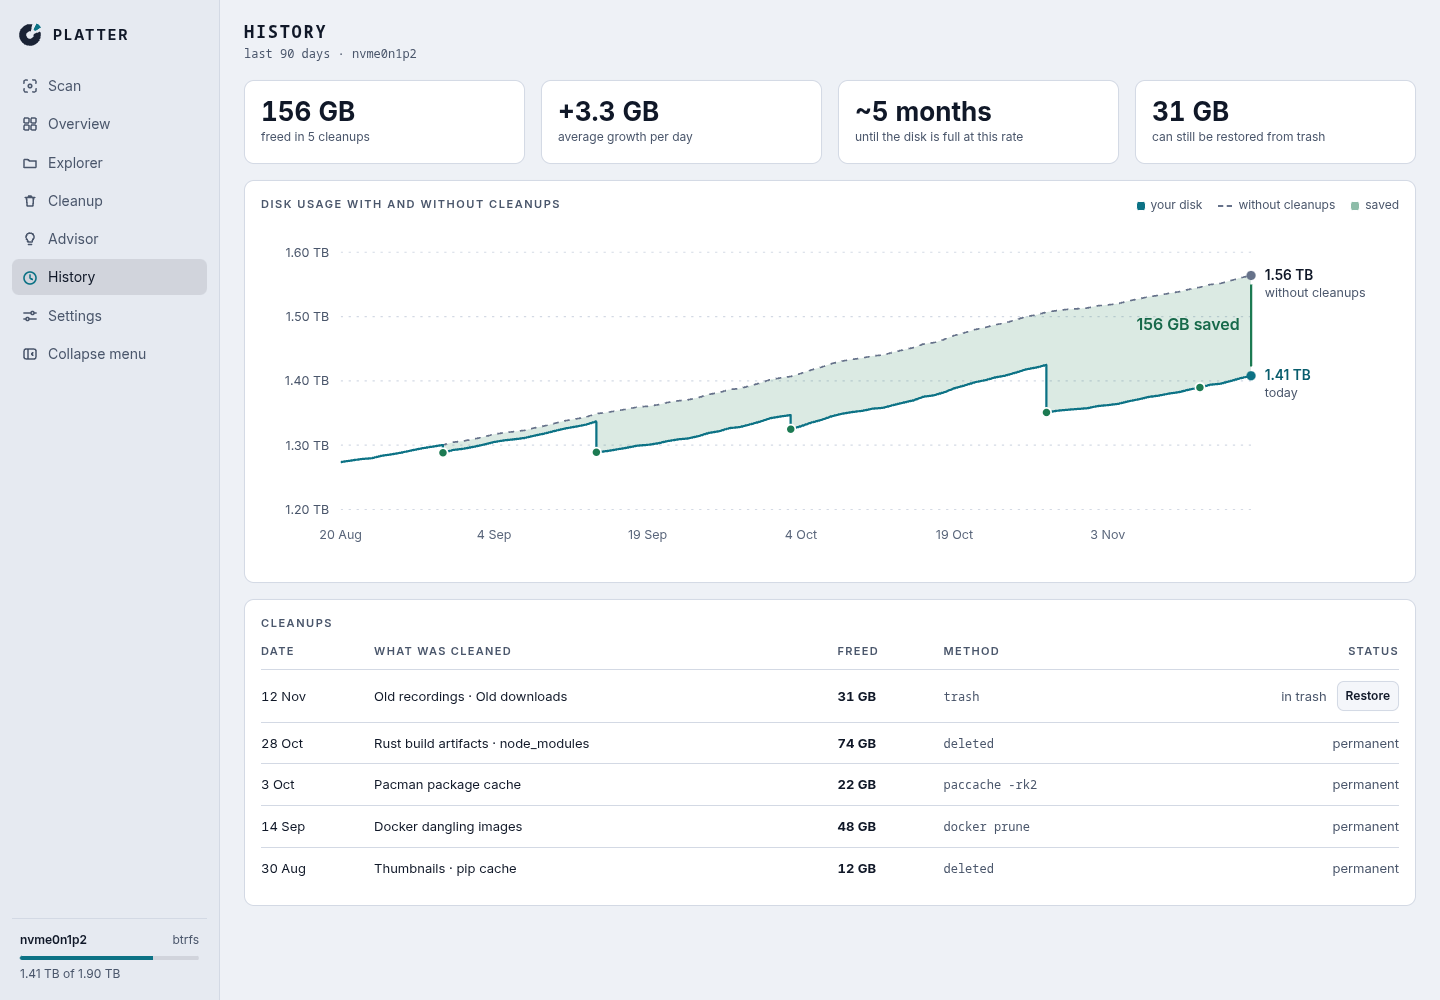 PLATTER
Scan
Overview
Explorer
Cleanup
Advisor
History
Settings
Collapse menu
nvme0n1p2 btrfs
1.41 TB of 1.90 TB
HISTORY
last 90 days · nvme0n1p2
156 GB
freed in 5 cleanups
+3.3 GB
average growth per day
~5 months
until the disk is full at this rate
31 GB
can still be restored from trash
DISK USAGE WITH AND WITHOUT CLEANUPS
your disk without cleanups saved
1.60 TB
1.50 TB
1.40 TB
1.30 TB
1.20 TB
20 Aug 4 Sep 19 Sep 4 Oct 19 Oct 3 Nov
1.56 TB
without cleanups
156 GB saved
1.41 TB
today
CLEANUPS
DATE WHAT WAS CLEANED FREED METHOD STATUS
12 Nov Old recordings · Old downloads 31 GB trash in trash Restore
28 Oct Rust build artifacts · node_modules 74 GB deleted permanent
3 Oct Pacman package cache 22 GB paccache -rk2 permanent
14 Sep Docker dangling images 48 GB docker prune permanent
30 Aug Thumbnails · pip cache 12 GB deleted permanent